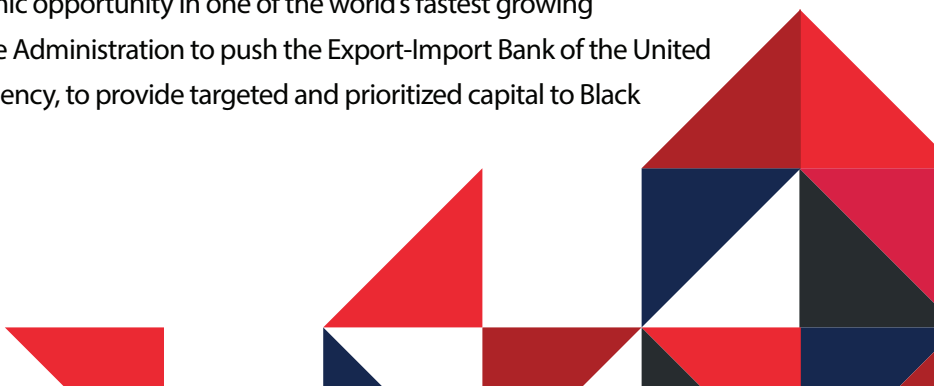 nic opportunity in one of the world's fastest growing
e Administration to push the Export-Import Bank of the United
ency, to provide targeted and prioritized capital to Black